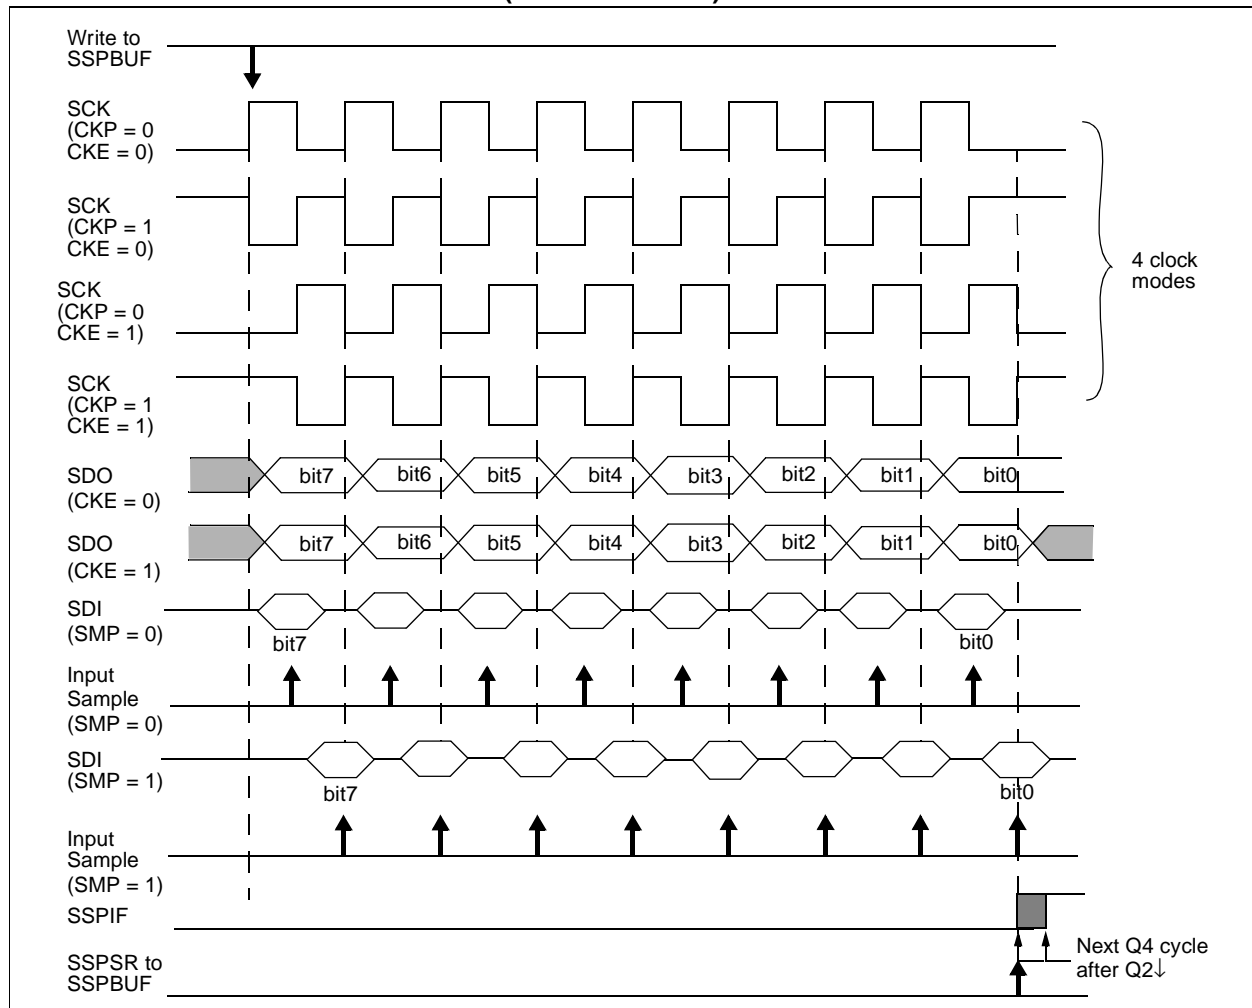 Write to
SSPBUF
SCK
(CKP = 0
CKE = 0)
SCK
(CKP = 1
CKE = 0)
SCK
(CKP = 0
CKE = 1)
SCK
(CKP = 1
CKE = 1)
4 clock
modes
SDO
(CKE = 0)
bit7 bit6 bit5 bit4 bit3 bit2 bit1 bit0
SDO
(CKE = 1)
bit7 bit6 bit5 bit4 bit3 bit2 bit1 bit0
SDI
(SMP = 0)
bit7 bit0
Input
Sample
(SMP = 0)
SDI
(SMP = 1)
bit7 bit0
Input
Sample
(SMP = 1)
SSPIF
Next Q4 cycle
after Q2↓
SSPSR to
SSPBUF